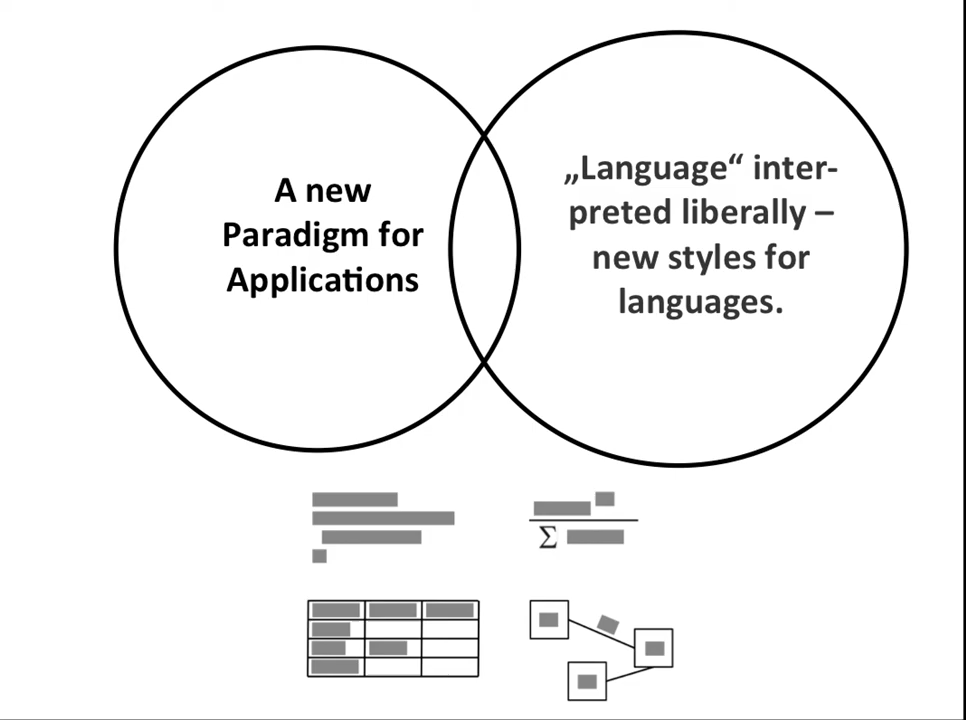 A new
Paradigm for
Applications
„Language“ inter-
preted liberally –
new styles for
languages.
Σ